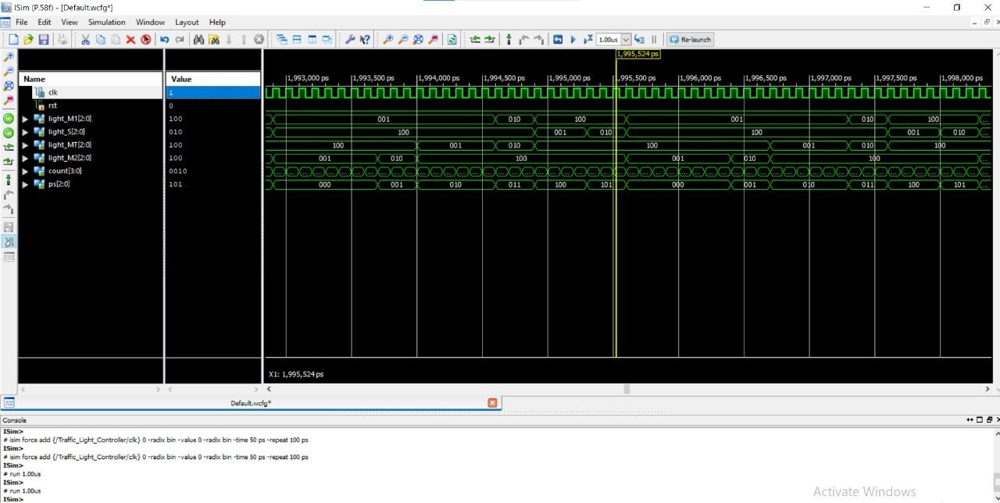 ISim (P.58f) - [Default.wcfg*]
File Edit View Simulation Window Layout Help
1.00us Re-launch
1,995,524 ps
Name Value
1,993,000 ps 1,993,500 ps 1,994,000 ps 1,994,500 ps 1,995,000 ps 1,995,500 ps 1,996,000 ps 1,996,500 ps 1,997,000 ps 1,997,500 ps 1,998,000 ps
clk 1
rst 0
light_M1[2:0] 100 001 010 100 001 010 100 ...
light_S[2:0] 010 100 001 010 100 001 010 ...
light_MT[2:0] 100 100 001 010 100 001 010 100
light_M2[2:0] 100 001 010 100 001 010 100 ...
count[3:0] 0010
ps[2:0] 101 000 001 010 011 100 101 000 001 010 011 100 101 ...
X1: 1,995,524 ps
Default.wcfg*
Console
ISim>
# isim force add {/Traffic_Light_Controller/clk} 0 -radix bin -value 0 -radix bin -time 50 ps -repeat 100 ps
ISim>
# isim force add {/Traffic_Light_Controller/clk} 0 -radix bin -value 0 -radix bin -time 50 ps -repeat 100 ps
ISim>
# run 1.00us
ISim>
# run 1.00us
ISim>
Activate Windows